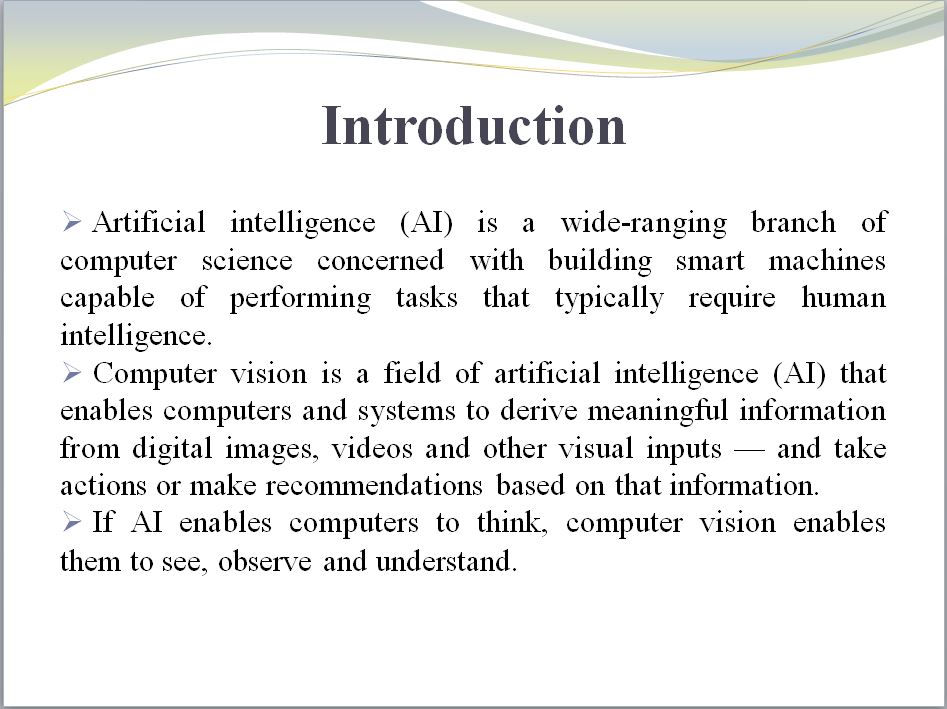 Introduction
➢ Artificial intelligence (AI) is a wide-ranging branch of
computer science concerned with building smart machines
capable of performing tasks that typically require human
intelligence.
➢ Computer vision is a field of artificial intelligence (AI) that
enables computers and systems to derive meaningful information
from digital images, videos and other visual inputs — and take
actions or make recommendations based on that information.
➢ If AI enables computers to think, computer vision enables
them to see, observe and understand.